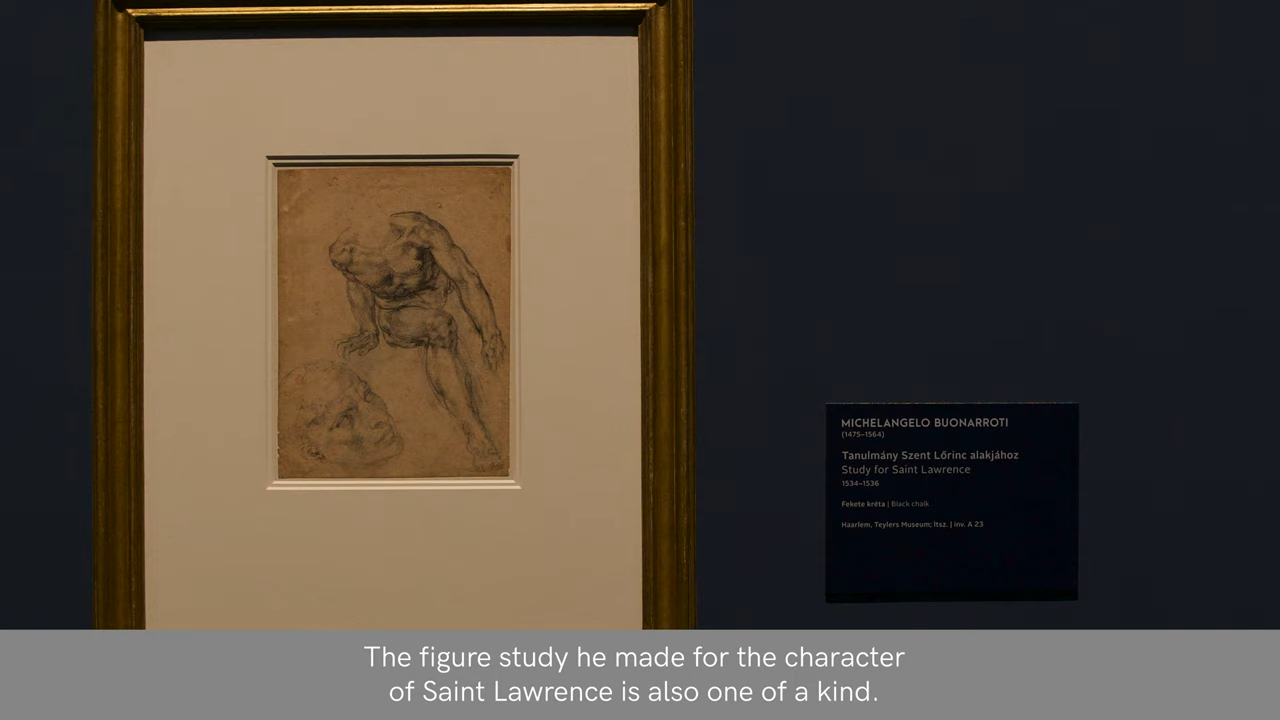 MICHELANGELO BUONARROTI
(1475–1564)
Tanulmány Szent Lőrinc alakjához
Study for Saint Lawrence
1534–1536
Fekete kréta | Black chalk
Haarlem, Teylers Museum; ltsz. | inv. A 23
The figure study he made for the character
of Saint Lawrence is also one of a kind.